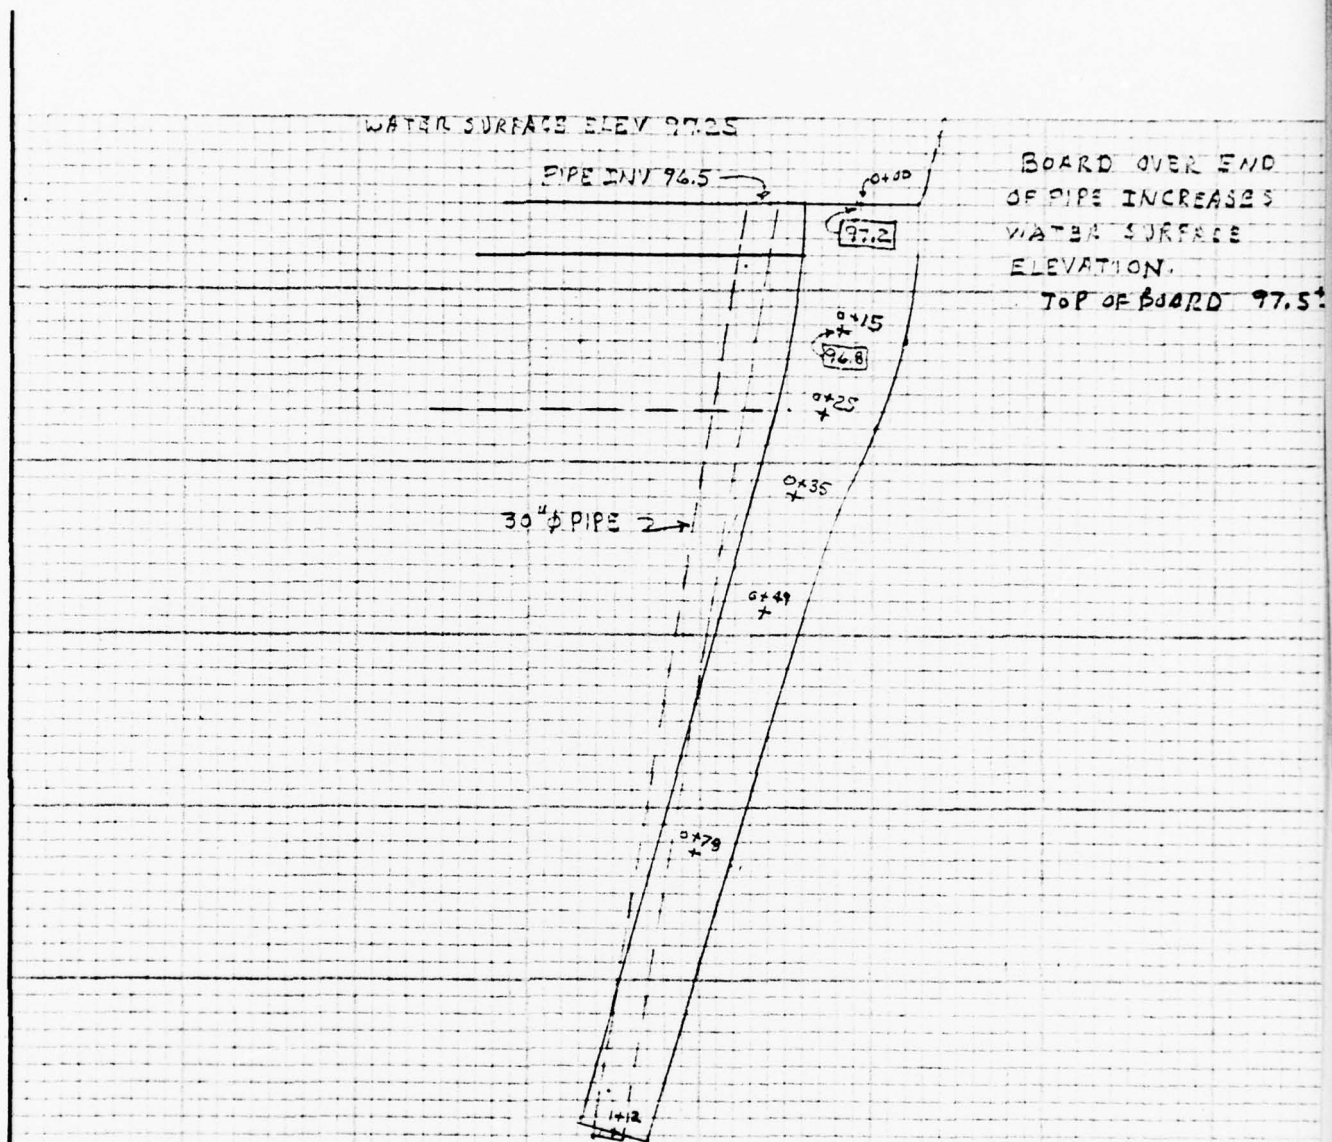 WATER SURFACE ELEV 97.25
PIPE INV 96.5
0+00
97.2
BOARD OVER END
OF PIPE INCREASES
WATER SURFACE
ELEVATION.
TOP OF BOARD 97.5±
0+15
96.8
0+25
0+35
30"ϕ PIPE
0+49
0+79
1+12